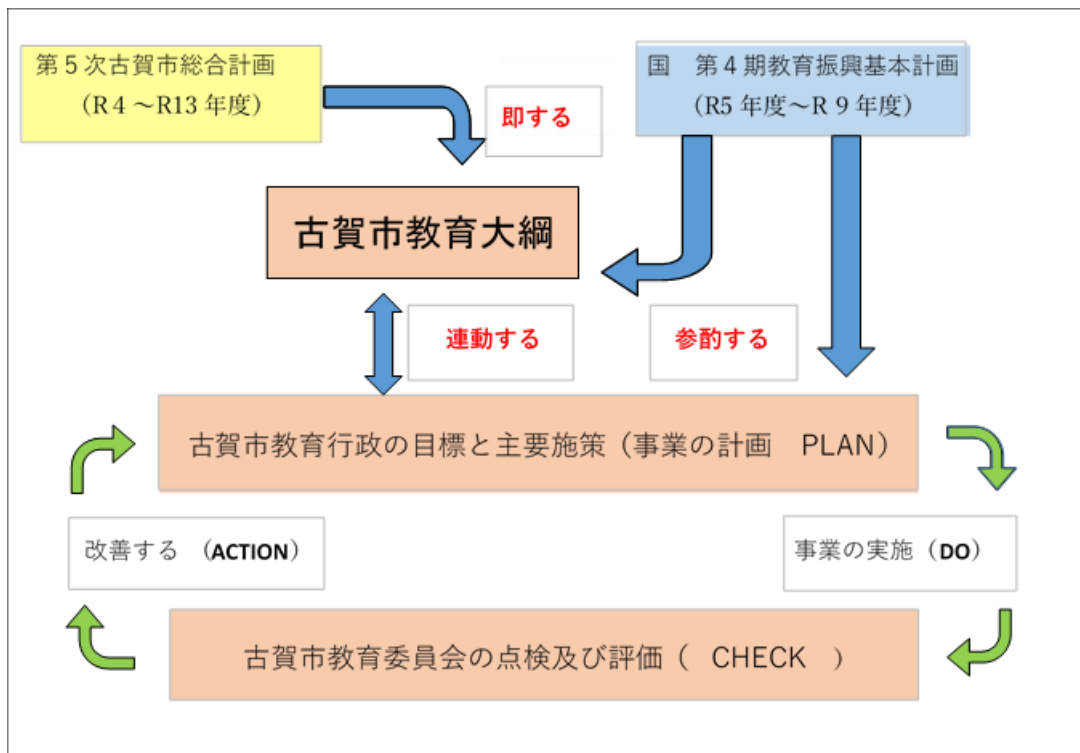 第５次古賀市総合計画
（R４～R13 年度）
国　第４期教育振興基本計画
（R5 年度～R ９年度）
即する
古賀市教育大綱
連動する
参酌する
古賀市教育行政の目標と主要施策（事業の計画　PLAN）
改善する （ACTION）
事業の実施（DO）
古賀市教育委員会の点検及び評価（　CHECK　）